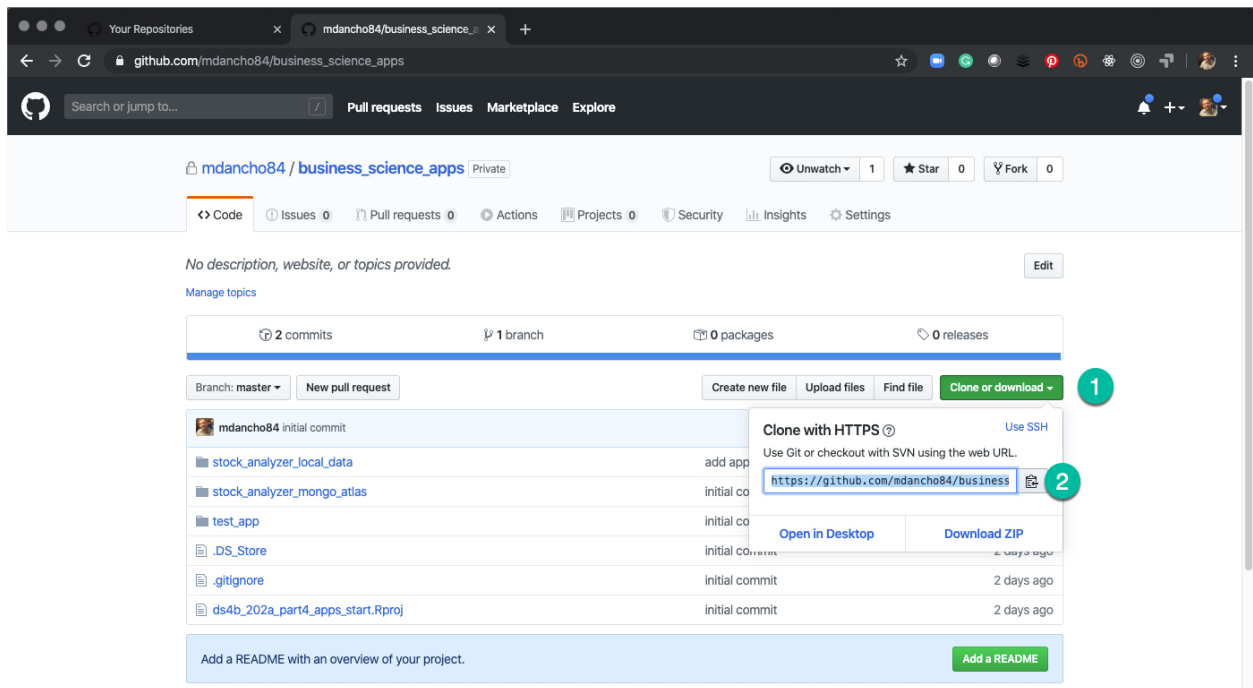 Your Repositories
mdancho84/business_science_a
github.com/mdancho84/business_science_apps
Search or jump to... /
Pull requests Issues Marketplace Explore
mdancho84 / business_science_apps Private
Unwatch 1 Star 0 Fork 0
Code Issues 0 Pull requests 0 Actions Projects 0 Security Insights Settings
No description, website, or topics provided. Edit
Manage topics
2 commits 1 branch 0 packages 0 releases
Branch: master New pull request Create new file Upload files Find file Clone or download 1
mdancho84 initial commit
Clone with HTTPS Use SSH
Use Git or checkout with SVN using the web URL.
https://github.com/mdancho84/business 2
Open in Desktop Download ZIP
stock_analyzer_local_data add app
stock_analyzer_mongo_atlas initial co
test_app initial co
.DS_Store initial commit 2 days ago
.gitignore initial commit 2 days ago
ds4b_202a_part4_apps_start.Rproj initial commit 2 days ago
Add a README with an overview of your project. Add a README